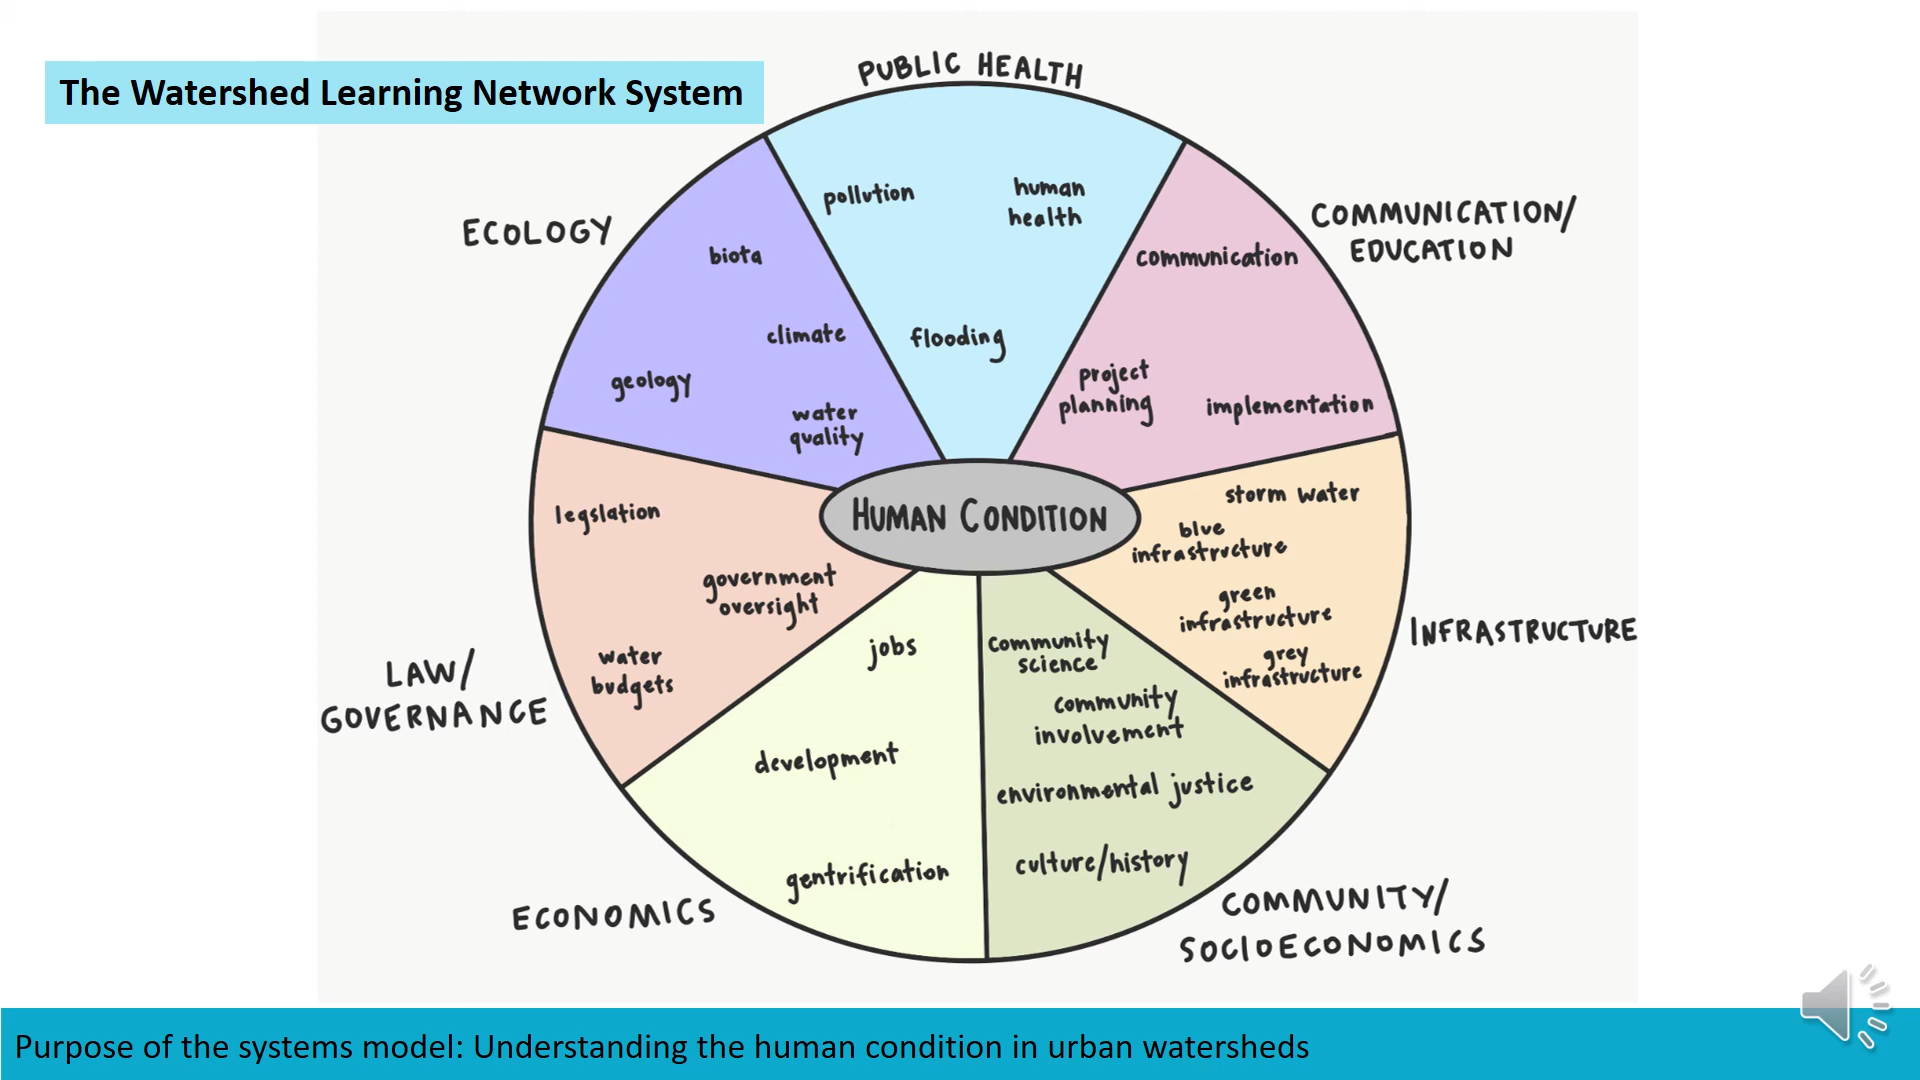 The Watershed Learning Network System
PUBLIC HEALTH
pollution
human
health
flooding
COMMUNICATION/
EDUCATION
communication
project
planning
implementation
INFRASTRUCTURE
storm water
blue
infrastructure
green
infrastructure
grey
infrastructure
COMMUNITY/
SOCIOECONOMICS
community
science
community
involvement
environmental justice
culture/history
ECONOMICS
jobs
development
gentrification
LAW/
GOVERNANCE
legslation
government
oversight
water
budgets
ECOLOGY
biota
climate
geology
water
quality
HUMAN CONDITION
Purpose of the systems model: Understanding the human condition in urban watersheds